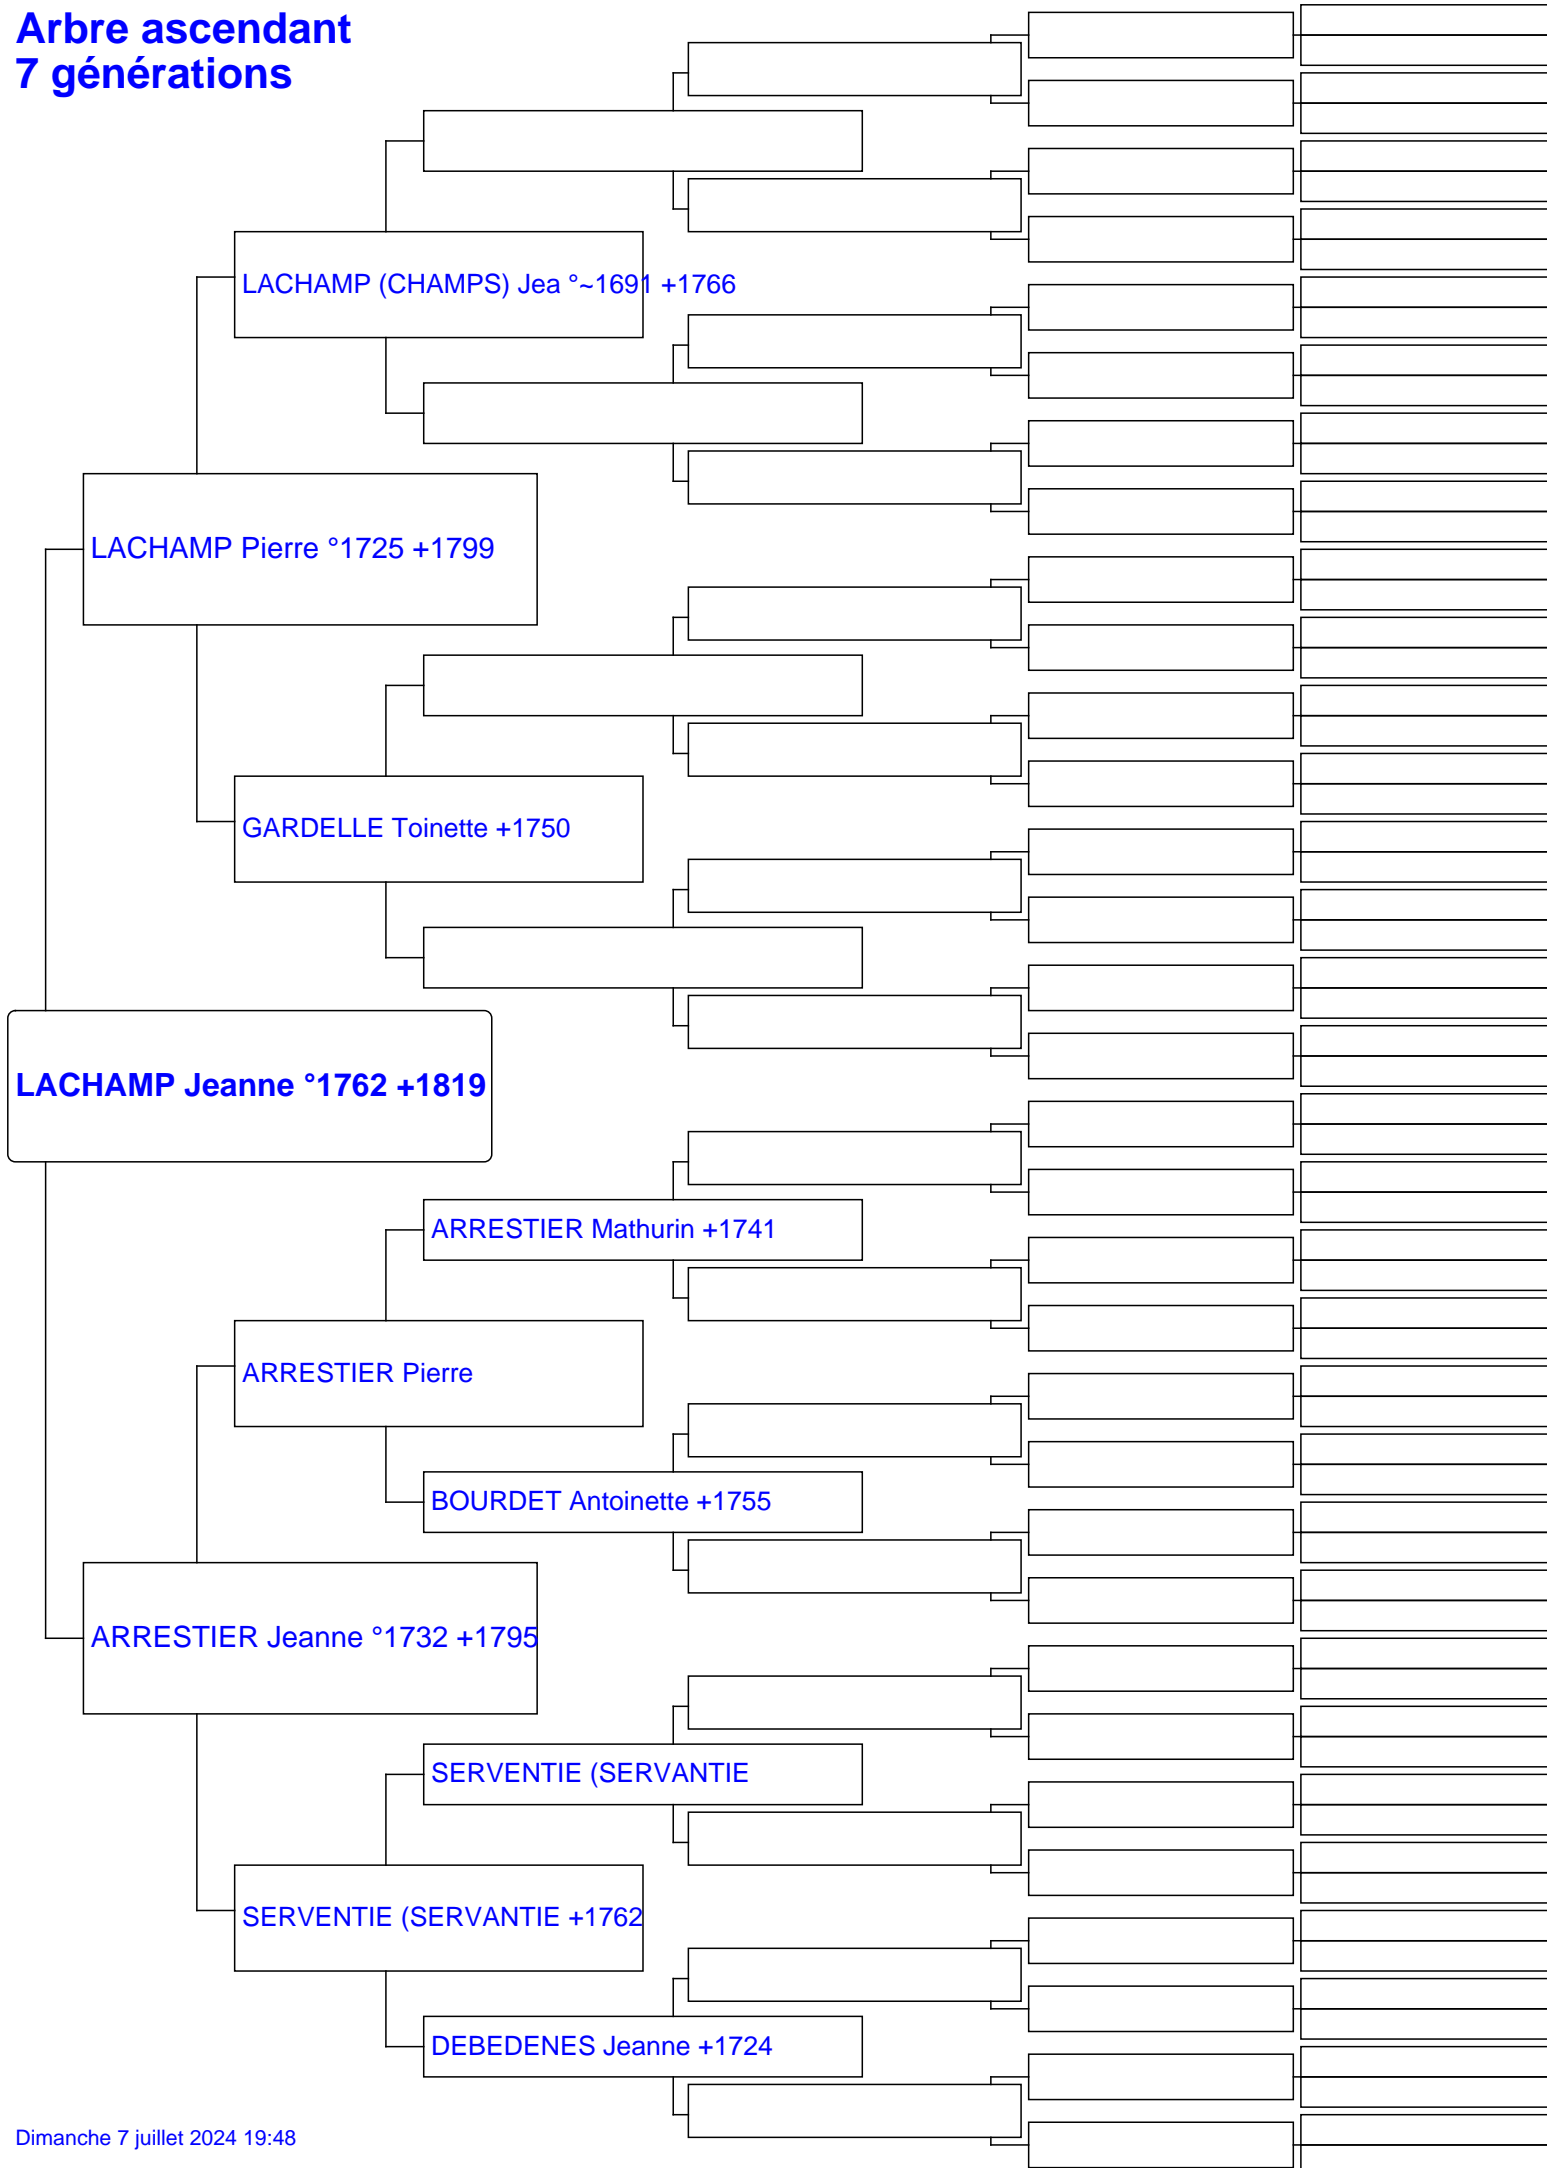 Arbre ascendant
7 générations
LACHAMP (CHAMPS) Jea °~1691 +1766
LACHAMP Pierre °1725 +1799
GARDELLE Toinette +1750
LACHAMP Jeanne °1762 +1819
ARRESTIER Mathurin +1741
ARRESTIER Pierre
BOURDET Antoinette +1755
ARRESTIER Jeanne °1732 +1795
SERVENTIE (SERVANTIE
SERVENTIE (SERVANTIE +1762
DEBEDENES Jeanne +1724
Dimanche 7 juillet 2024 19:48